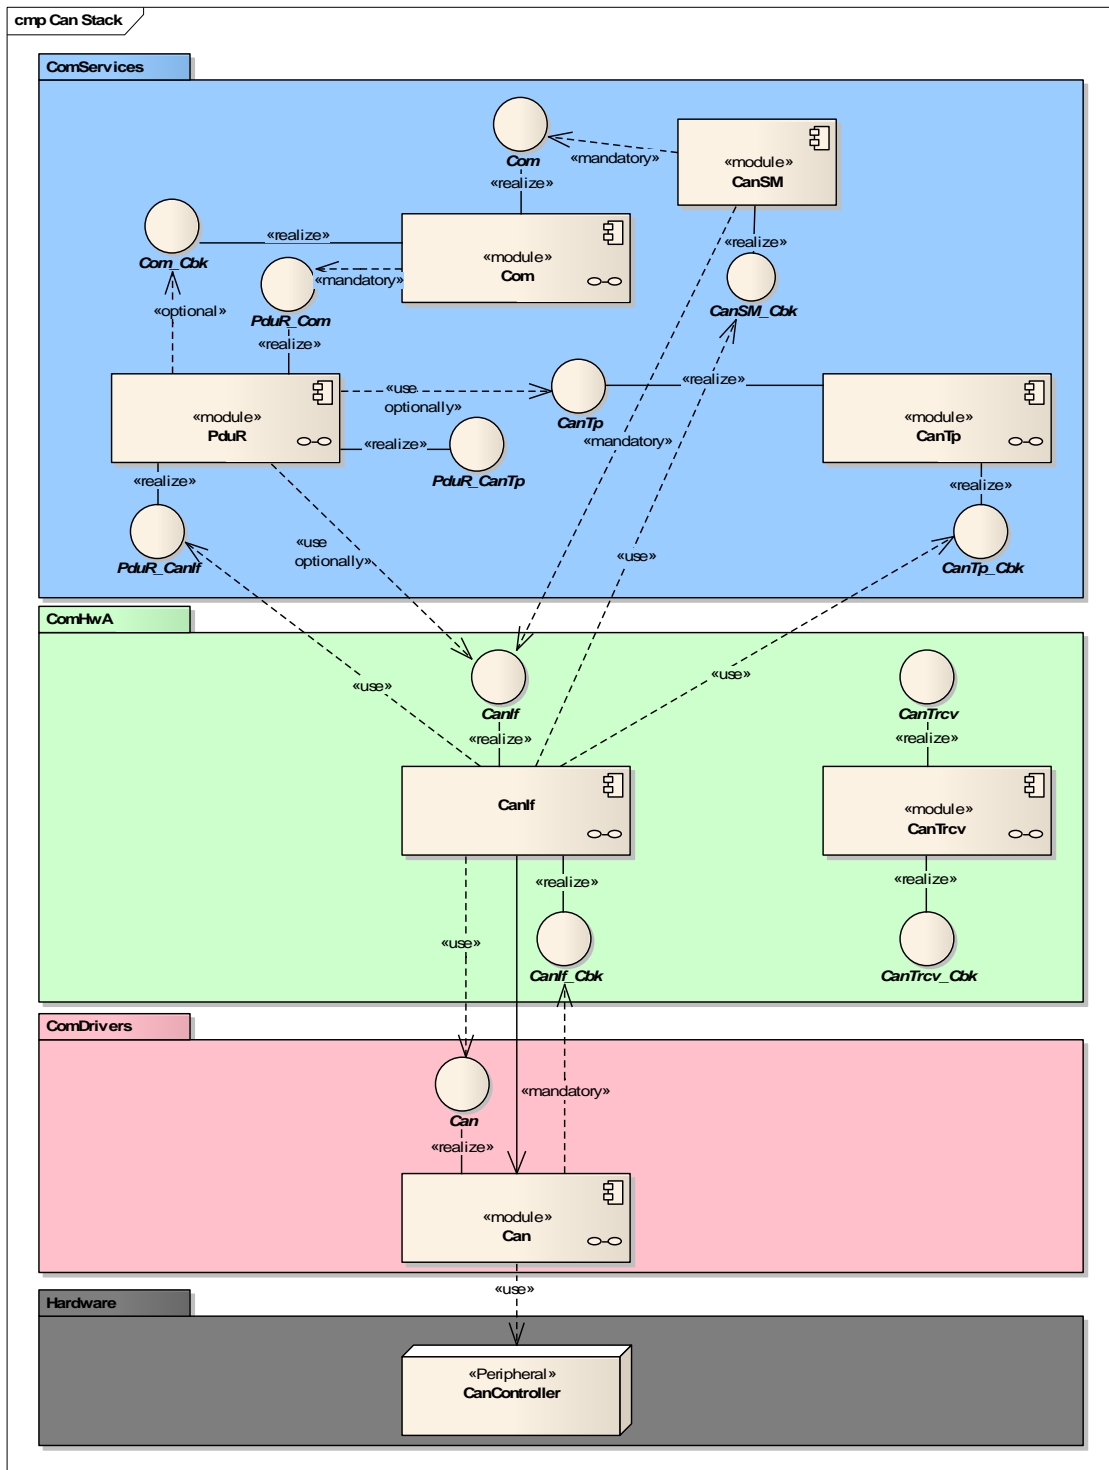 cmp Can Stack
ComServices
Com
«mandatory»
«realize»
«module»
CanSM
«realize»
CanSM_Cbk
Com_Cbk
«realize»
«module»
Com
«mandatory»
PduR_Com
«optional»
«realize»
«module»
PduR
«use
optionally»
CanTp
«realize»
«module»
CanTp
«mandatory»
«realize»
PduR_CanTp
«realize»
PduR_CanIf
«use
optionally»
«use»
«realize»
CanTp_Cbk
ComHwA
«use»
CanIf
«realize»
«use»
CanTrcv
«realize»
CanIf
«module»
CanTrcv
«realize»
«realize»
«use»
CanIf_Cbk
CanTrcv_Cbk
ComDrivers
Can
«mandatory»
«realize»
«module»
Can
«use»
Hardware
«Peripheral»
CanController